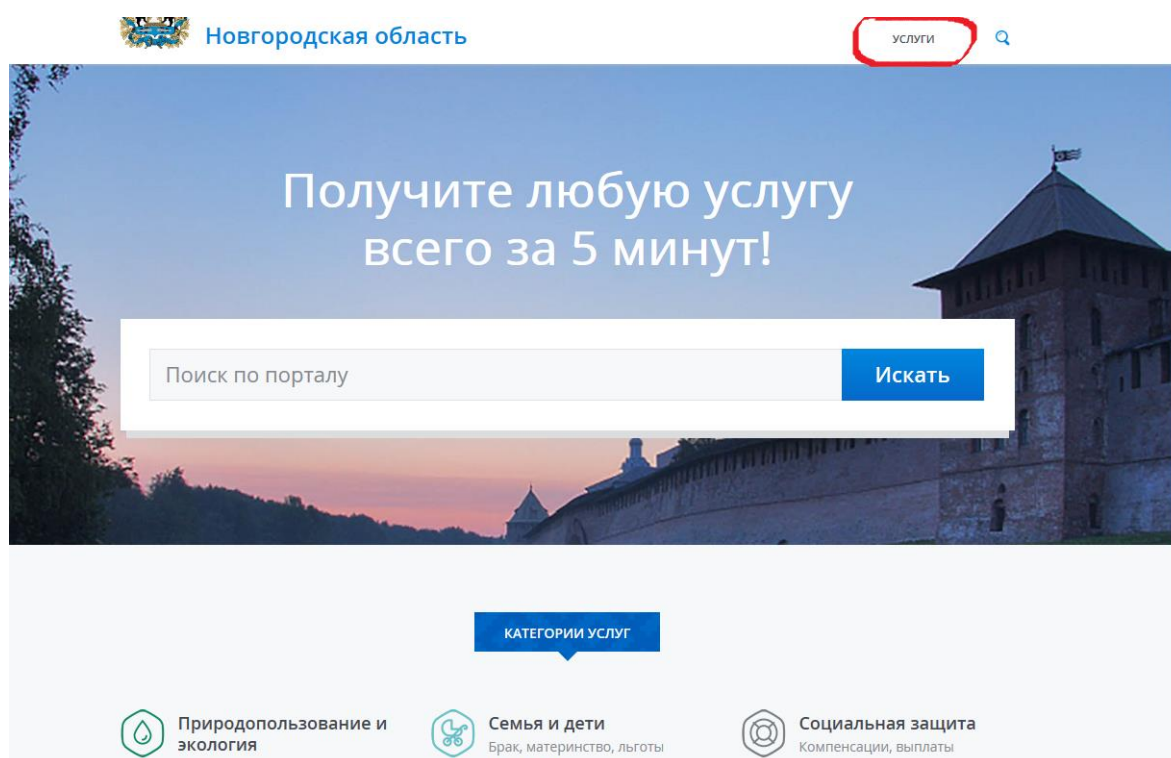 Новгородская область
УСЛУГИ
Получите любую услугу
всего за 5 минут!
Поиск по порталу
Искать
КАТЕГОРИИ УСЛУГ
Природопользование и
экология
Семья и дети
Брак, материнство, льготы
Социальная защита
Компенсации, выплаты